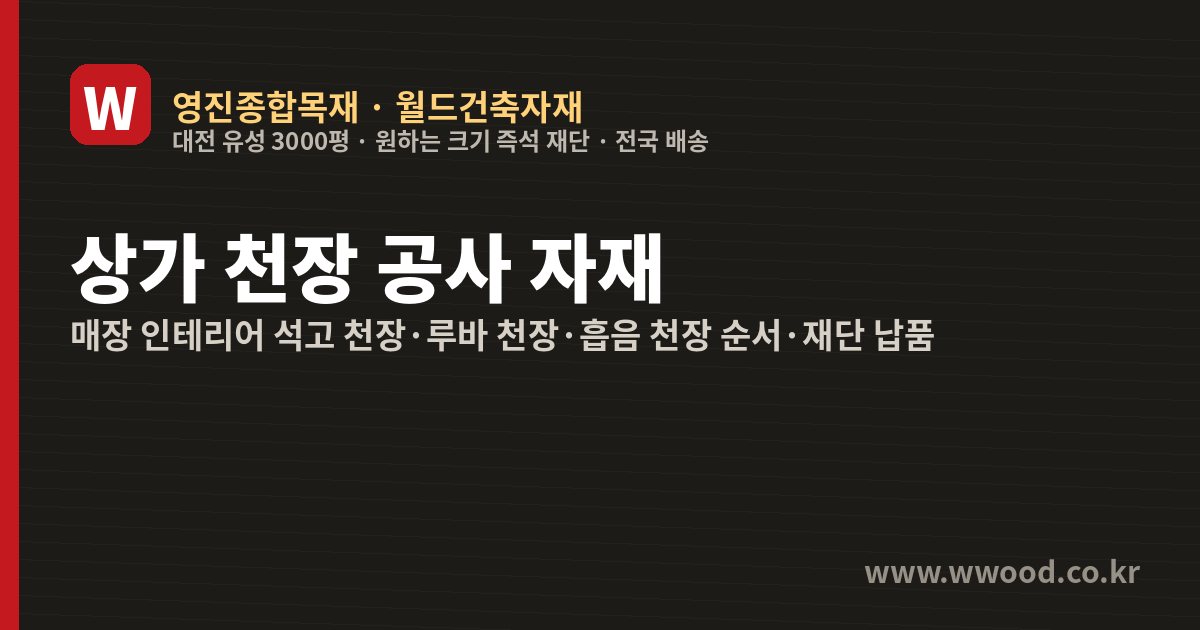 W
영진종합목재 · 월드건축자재
대전 유성 3000평 · 원하는 크기 즉석 재단 · 전국 배송
상가 천장 공사 자재
매장 인테리어 석고 천장·루바 천장·흡음 천장 순서·재단 납품
www.wwood.co.kr